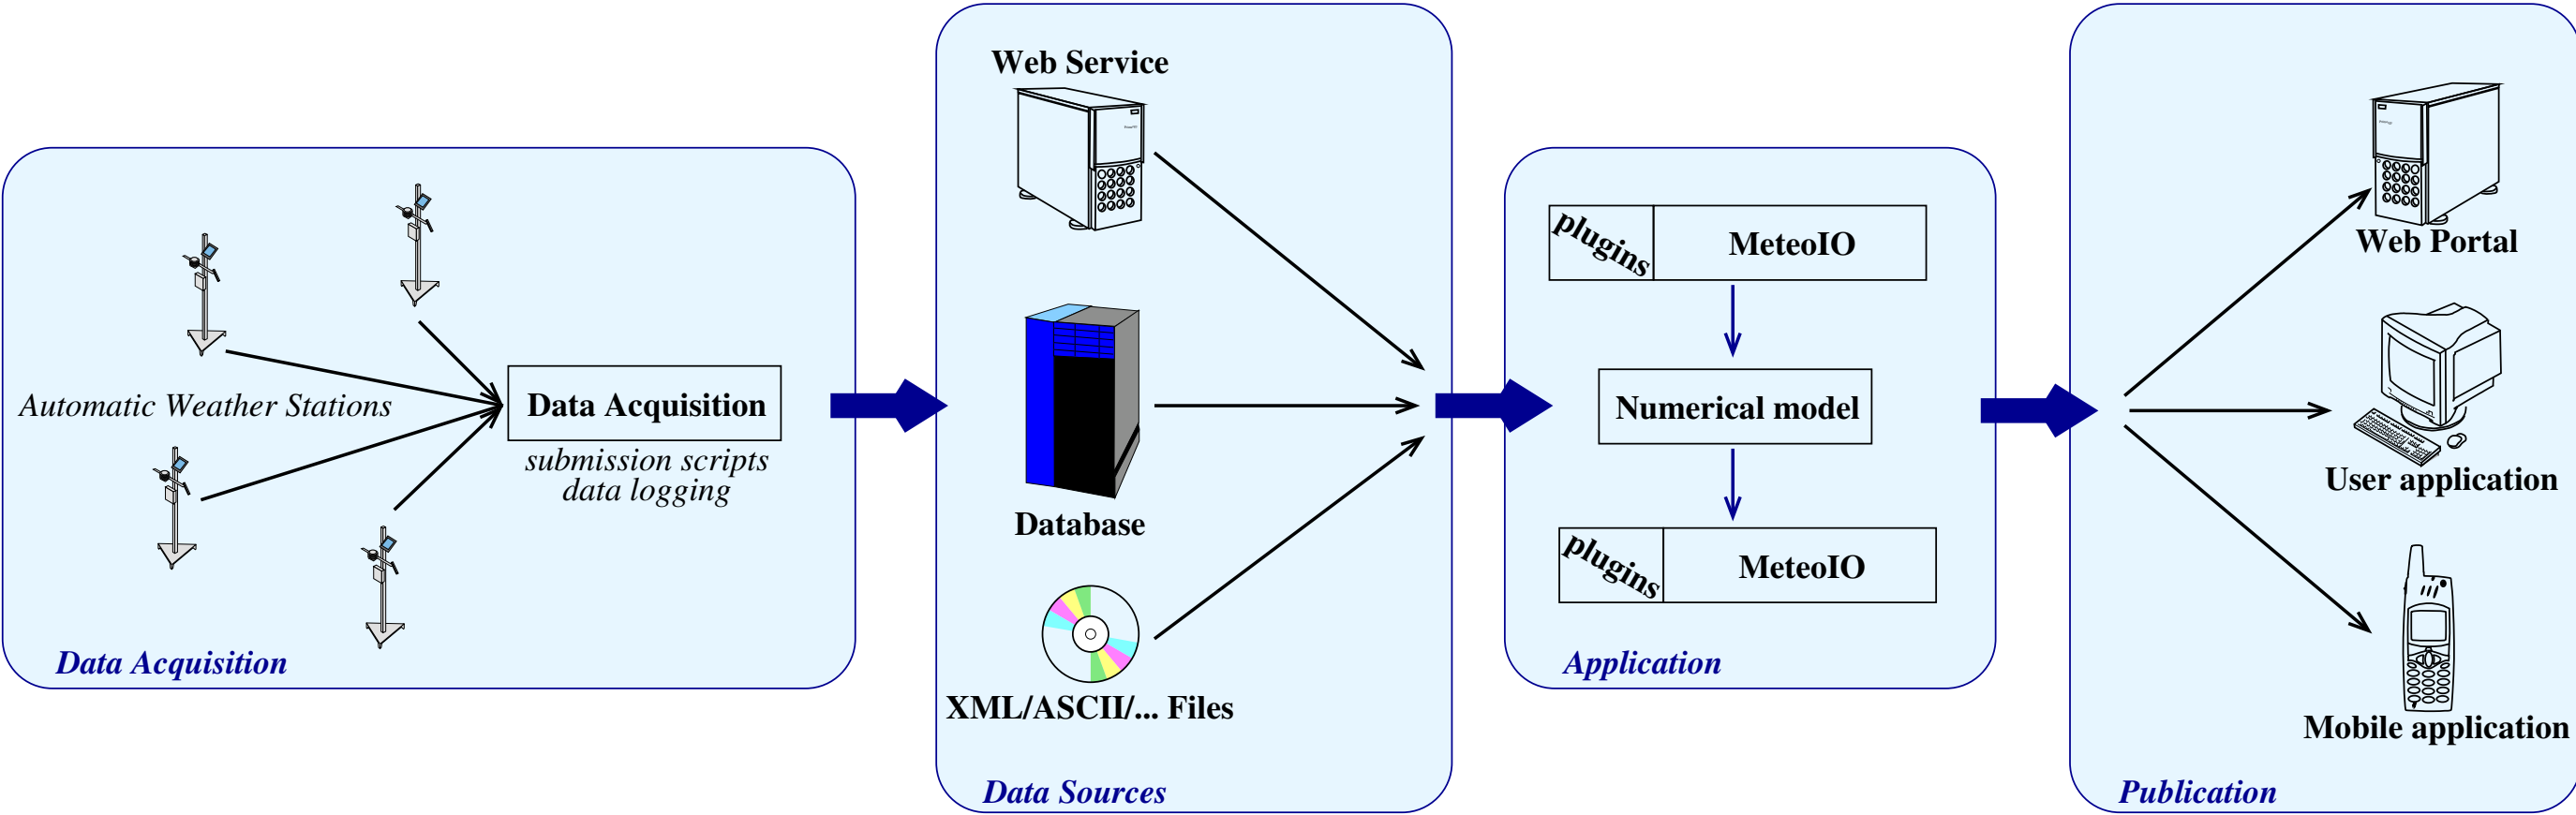 Automatic Weather Stations
Data Acquisition
submission scripts
data logging
Data Acquisition
Web Service
Database
XML/ASCII/... Files
Data Sources
plugins
MeteoIO
Numerical model
plugins
MeteoIO
Application
Web Portal
User application
Mobile application
Publication